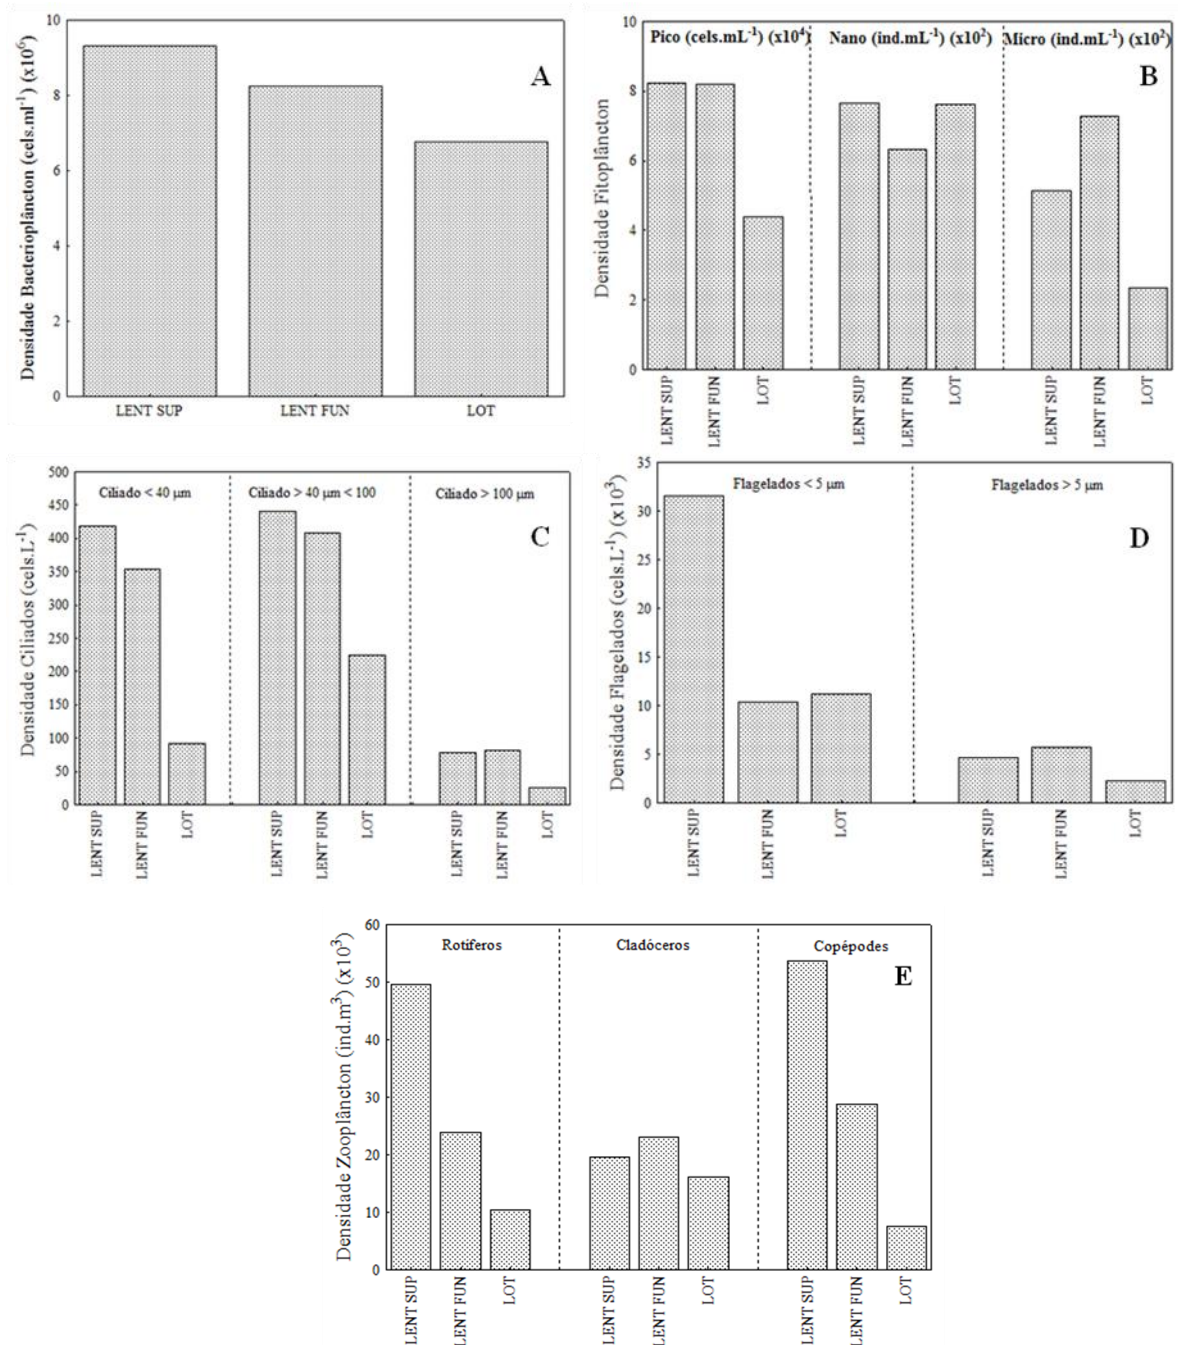 Densidade Bacterioplâncton (cels.ml⁻¹) (x10⁶)
10
8
6
4
2
0
A
LENT SUP LENT FUN LOT
Densidade Fitoplâncton
10
8
6
4
2
0
Pico (cels.mL⁻¹) (x10⁴) Nano (ind.mL⁻¹) (x10²) Micro (ind.mL⁻¹) (x10²)
B
LENT SUP LENT FUN LOT LENT SUP LENT FUN LOT LENT SUP LENT FUN LOT
Densidade Ciliados (cels.L⁻¹)
500
450
400
350
300
250
200
150
100
50
0
Ciliado < 40 µm Ciliado > 40 µm < 100 Ciliado > 100 µm
C
LENT SUP LENT FUN LOT LENT SUP LENT FUN LOT LENT SUP LENT FUN LOT
Densidade Flagelados (cels.L⁻¹) (x10³)
35
30
25
20
15
10
5
0
Flagelados < 5 µm Flagelados > 5 µm
D
LENT SUP LENT FUN LOT LENT SUP LENT FUN LOT
Densidade Zooplâncton (ind.m³) (x10³)
60
50
40
30
20
10
0
Rotíferos Cladóceros Copépodes
E
LENT SUP LENT FUN LOT LENT SUP LENT FUN LOT LENT SUP LENT FUN LOT